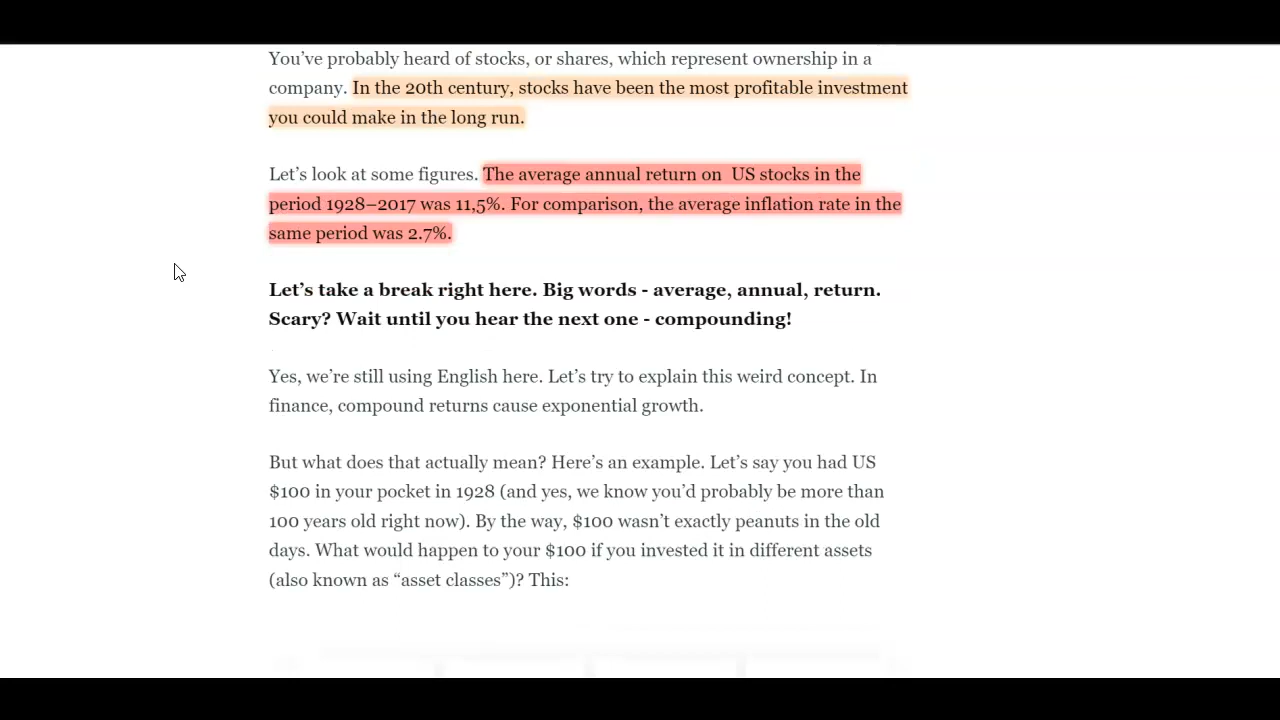 You’ve probably heard of stocks, or shares, which represent ownership in a
company. In the 20th century, stocks have been the most profitable investment
you could make in the long run.
Let’s look at some figures. The average annual return on  US stocks in the
period 1928–2017 was 11,5%. For comparison, the average inflation rate in the
same period was 2.7%.
Let’s take a break right here. Big words - average, annual, return.
Scary? Wait until you hear the next one - compounding!
Yes, we’re still using English here. Let’s try to explain this weird concept. In
finance, compound returns cause exponential growth.
But what does that actually mean? Here’s an example. Let’s say you had US
$100 in your pocket in 1928 (and yes, we know you’d probably be more than
100 years old right now). By the way, $100 wasn’t exactly peanuts in the old
days. What would happen to your $100 if you invested it in different assets
(also known as “asset classes”)? This: